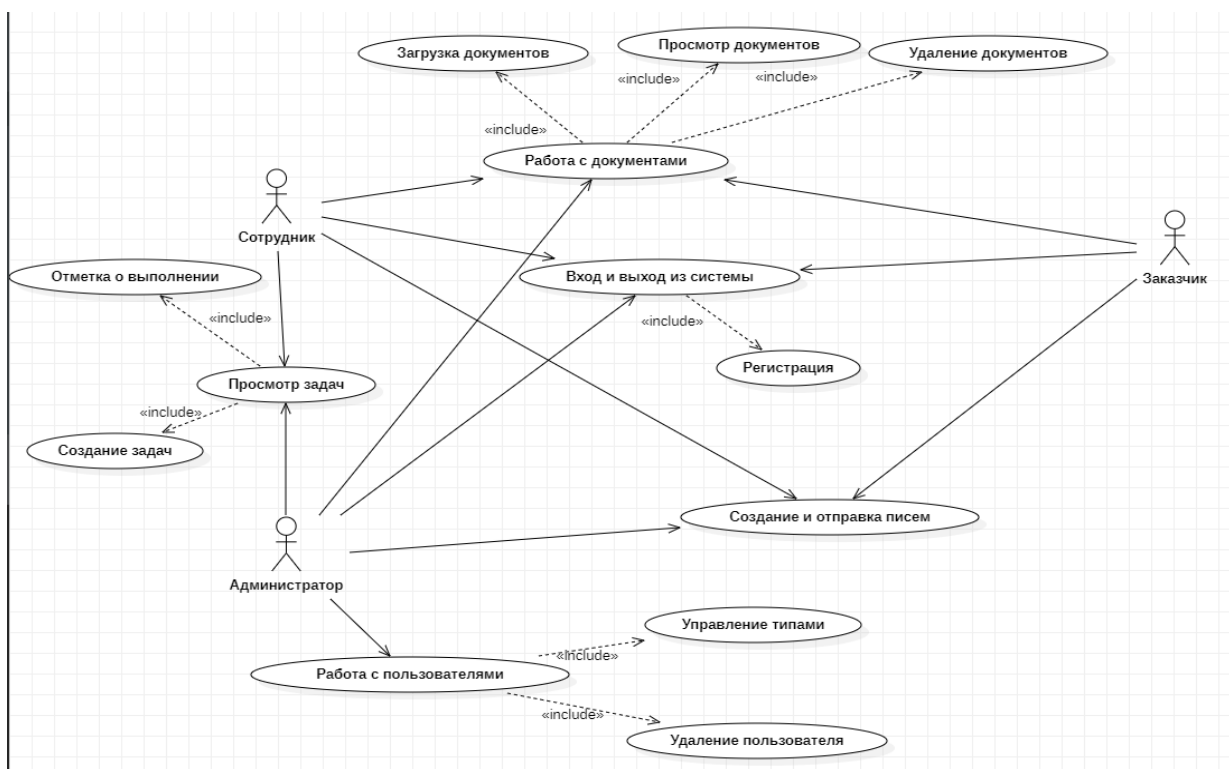 Загрузка документов
Просмотр документов
Удаление документов
«include»
«include»
«include»
Работа с документами
Сотрудник
Заказчик
Отметка о выполнении
Вход и выход из системы
«include»
«include»
Регистрация
Просмотр задач
«include»
Создание задач
Создание и отправка писем
Администратор
Управление типами
«include»
Работа с пользователями
«include»
Удаление пользователя